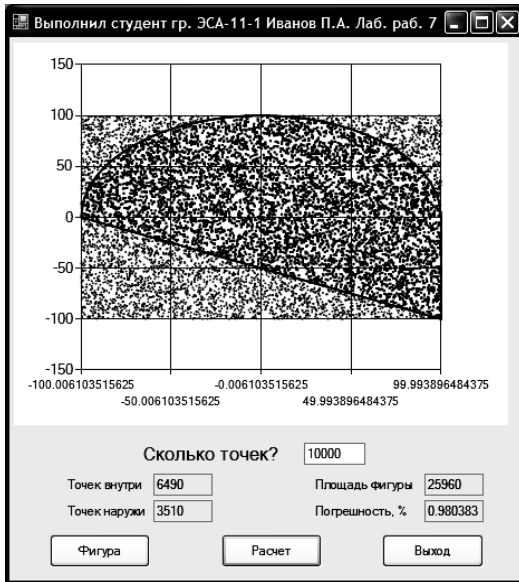 Выполнил студент гр. ЭСА-11-1 Иванов П.А. Лаб. раб. 7
150
100
50
0
-50
-100
-150
-100.006103515625
-0.006103515625
99.993896484375
-50.006103515625
49.993896484375
Сколько точек? 10000
Точек внутри 6490
Площадь фигуры 25960
Точек наружи 3510
Погрешность, % 0.980383
Фигура
Расчет
Выход